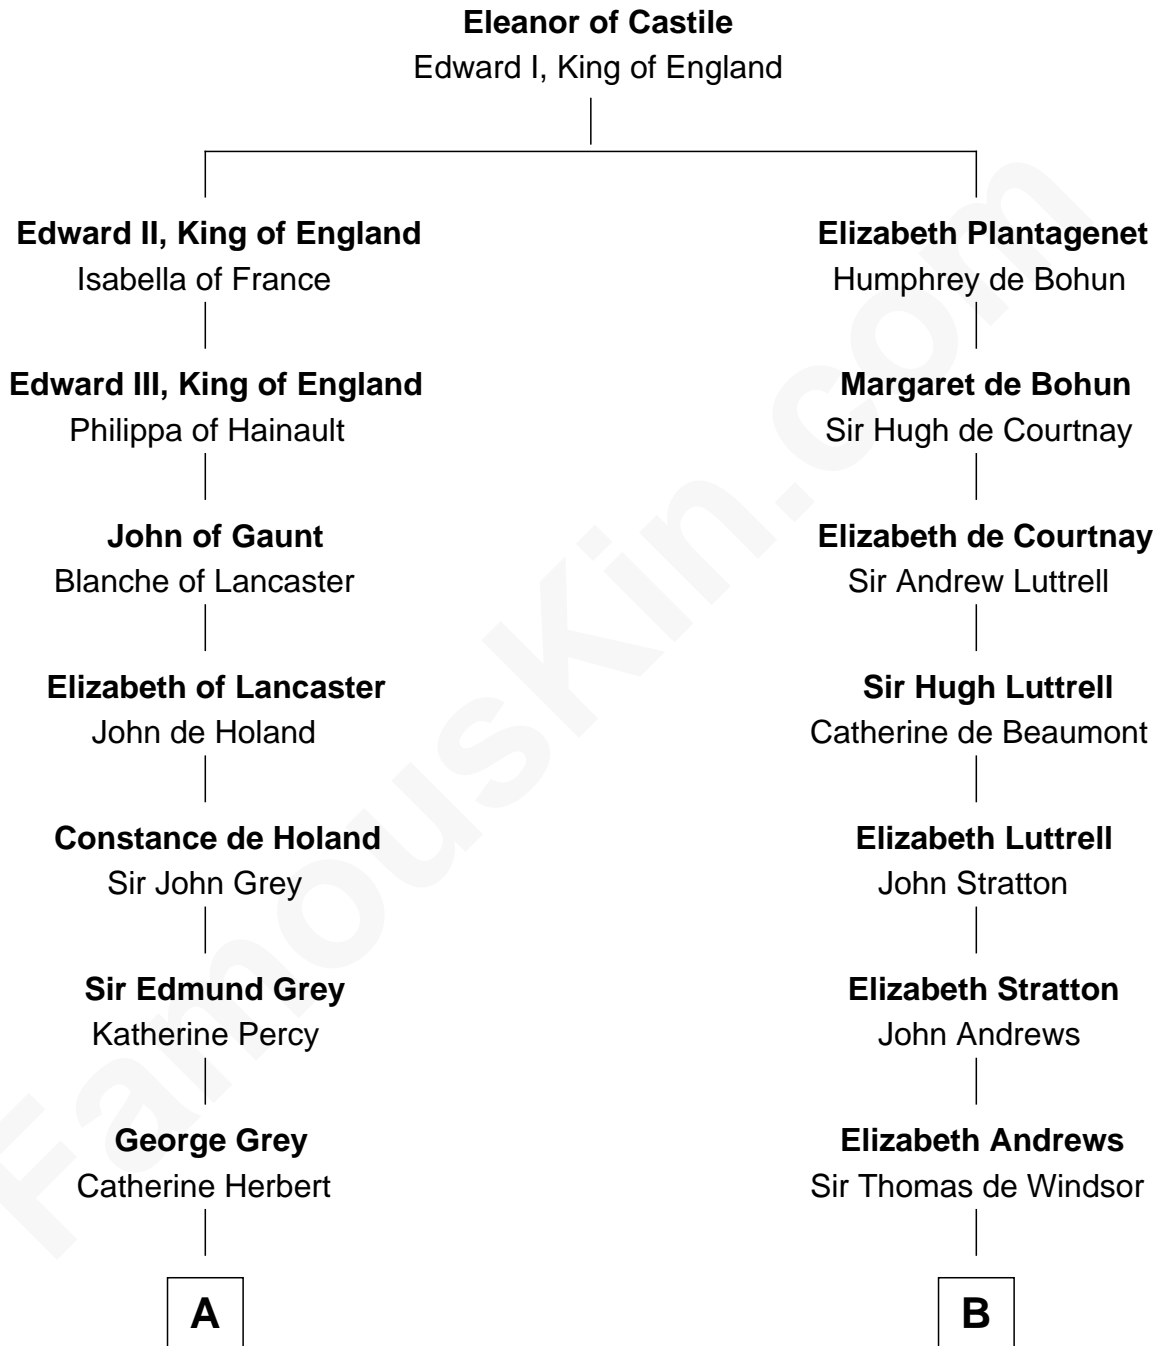 Eleanor of Castile
Edward I, King of England
Edward II, King of England
Isabella of France
Edward III, King of England
Philippa of Hainault
John of Gaunt
Blanche of Lancaster
Elizabeth of Lancaster
John de Holand
Constance de Holand
Sir John Grey
Sir Edmund Grey
Katherine Percy
George Grey
Catherine Herbert
A
Elizabeth Plantagenet
Humphrey de Bohun
Margaret de Bohun
Sir Hugh de Courtnay
Elizabeth de Courtnay
Sir Andrew Luttrell
Sir Hugh Luttrell
Catherine de Beaumont
Elizabeth Luttrell
John Stratton
Elizabeth Stratton
John Andrews
Elizabeth Andrews
Sir Thomas de Windsor
B
FamousKin.com